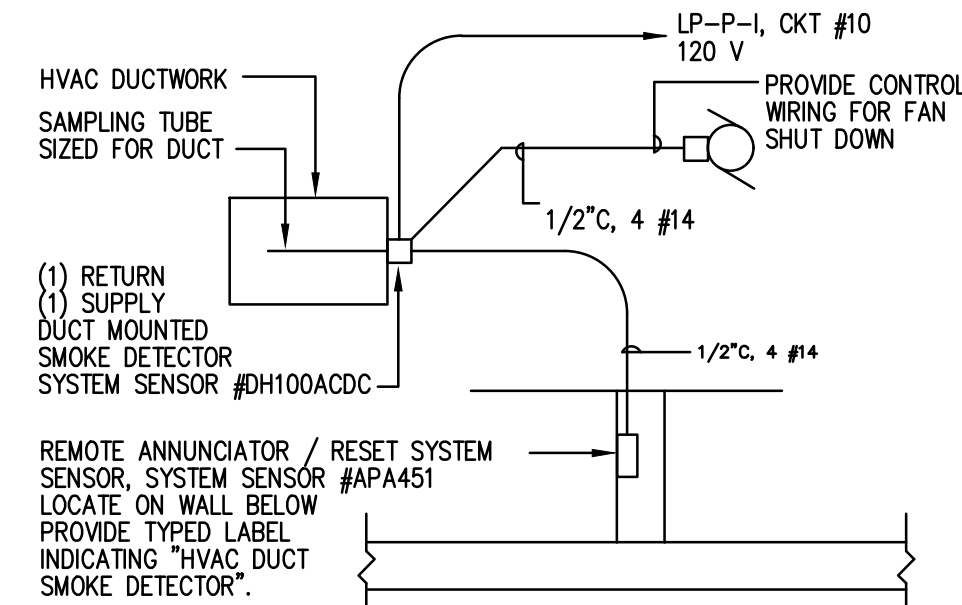 LP-P-I, CKT #10
120 V
HVAC DUCTWORK
PROVIDE CONTROL
WIRING FOR FAN
SHUT DOWN
SAMPLING TUBE
SIZED FOR DUCT
1/2"C, 4 #14
(1) RETURN
(1) SUPPLY
DUCT MOUNTED
SMOKE DETECTOR
SYSTEM SENSOR #DH100ACDC
1/2"C, 4 #14
REMOTE ANNUNCIATOR / RESET SYSTEM
SENSOR, SYSTEM SENSOR #APA451
LOCATE ON WALL BELOW
PROVIDE TYPED LABEL
INDICATING "HVAC DUCT
SMOKE DETECTOR".